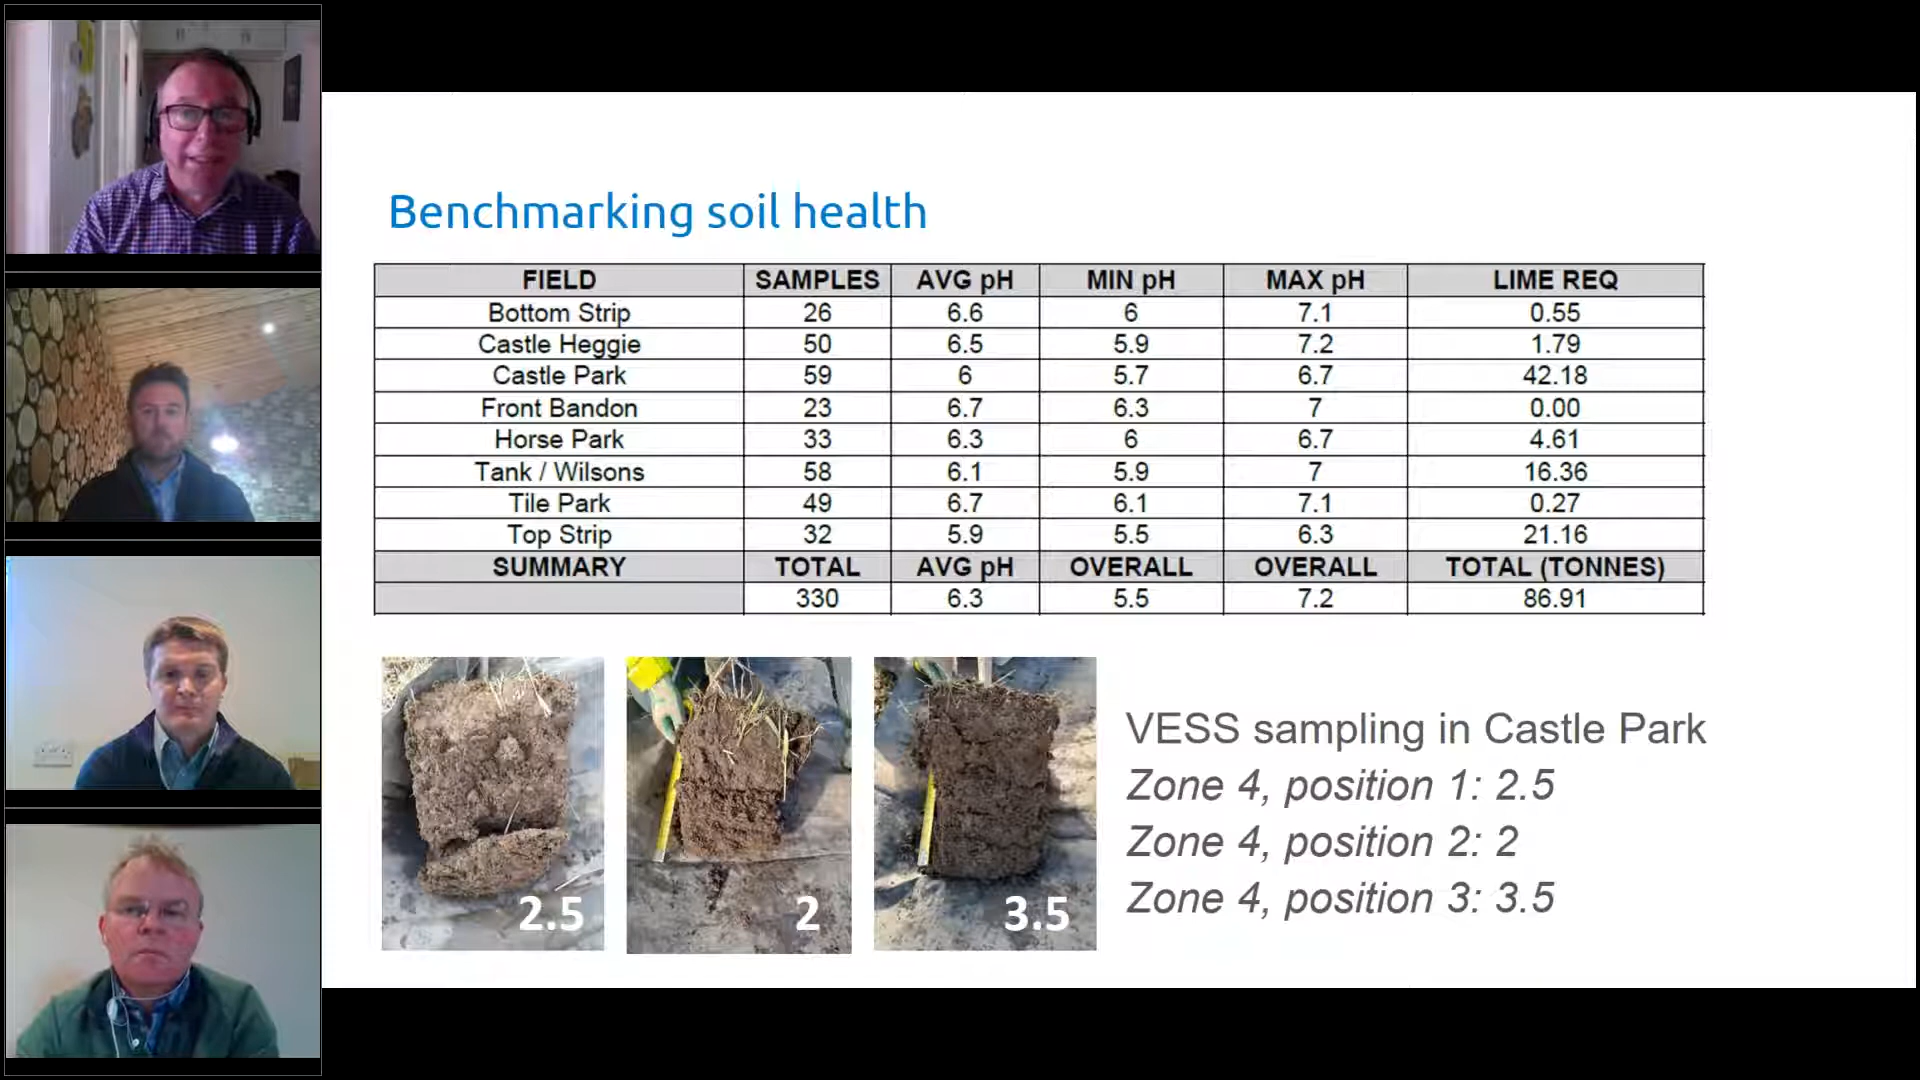 Benchmarking soil health
FIELD SAMPLES AVG pH MIN pH MAX pH LIME REQ
Bottom Strip 26 6.6 6 7.1 0.55
Castle Heggie 50 6.5 5.9 7.2 1.79
Castle Park 59 6 5.7 6.7 42.18
Front Bandon 23 6.7 6.3 7 0.00
Horse Park 33 6.3 6 6.7 4.61
Tank / Wilsons 58 6.1 5.9 7 16.36
Tile Park 49 6.7 6.1 7.1 0.27
Top Strip 32 5.9 5.5 6.3 21.16
SUMMARY TOTAL AVG pH OVERALL OVERALL TOTAL (TONNES)
330 6.3 5.5 7.2 86.91
2.5 2 3.5
VESS sampling in Castle Park
Zone 4, position 1: 2.5
Zone 4, position 2: 2
Zone 4, position 3: 3.5